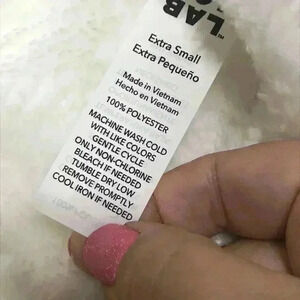 LAB
™
Extra Small
Extra Pequeño
Made in Vietnam
Hecho en Vietnam
100% POLYESTER
MACHINE WASH COLD
WITH LIKE COLORS
GENTLE CYCLE
ONLY NON-CHLORINE
BLEACH IF NEEDED
TUMBLE DRY LOW
REMOVE PROMPTLY
COOL IRON IF NEEDED